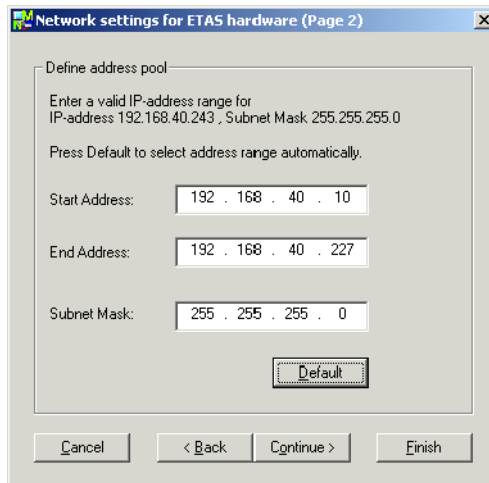 Network settings for ETAS hardware (Page 2)
Define address pool
Enter a valid IP-address range for
IP-address 192.168.40.243 , Subnet Mask 255.255.255.0
Press Default to select address range automatically.
Start Address: 192 . 168 . 40 . 10
End Address: 192 . 168 . 40 . 227
Subnet Mask: 255 . 255 . 255 . 0
Default
Cancel < Back Continue > Finish